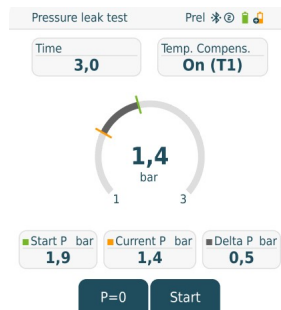 Pressure leak test Prel 2
Time
3,0
Temp. Compens.
On (T1)
1,4
bar
1 3
Start P bar
1,9
Current P bar
1,4
Delta P bar
0,5
P=0
Start